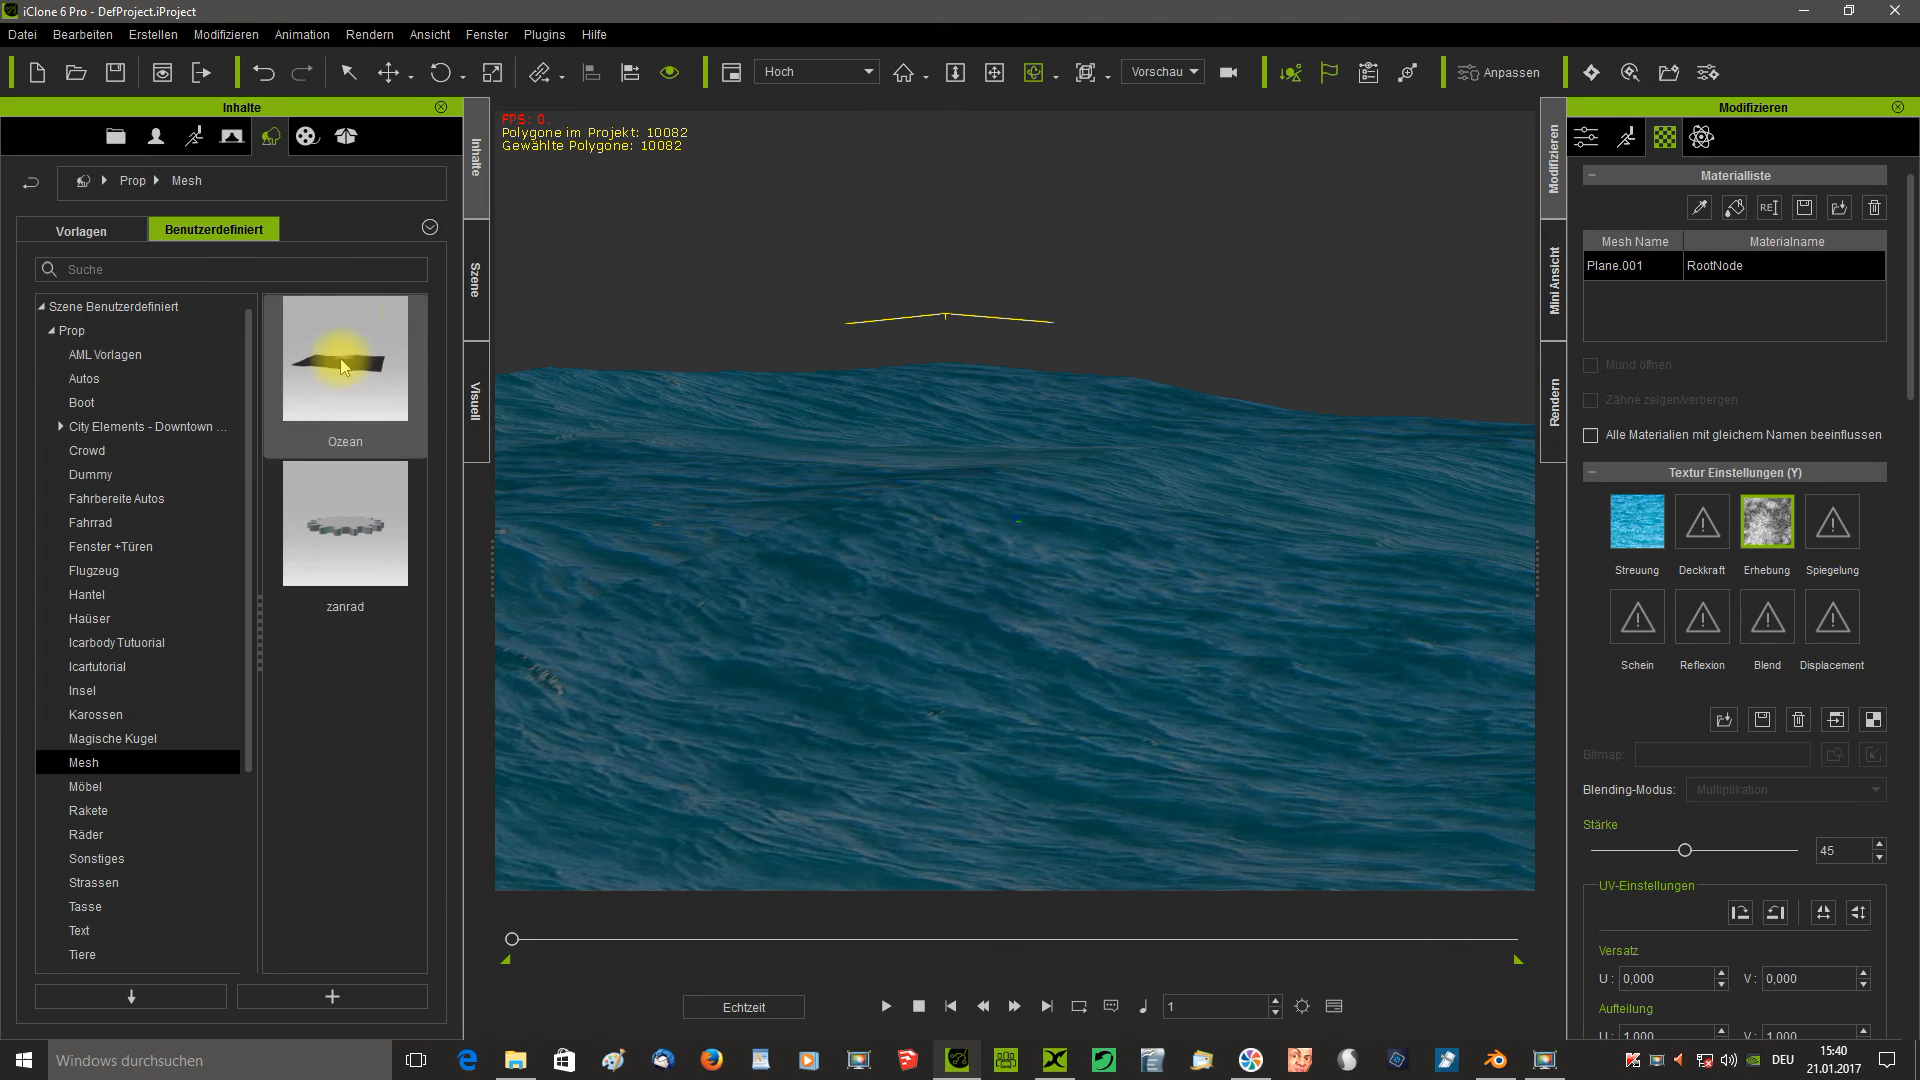 iClone 6 Pro - DefProject.iProject
Datei Bearbeiten Erstellen Modifizieren Animation Rendern Ansicht Fenster Plugins Hilfe
Hoch
Vorschau
Anpassen
Inhalte
Prop Mesh
Vorlagen Benutzerdefiniert
Suche
Szene Benutzerdefiniert
Prop
AML Vorlagen
Autos
Boot
City Elements - Downtown ...
Crowd
Dummy
Fahrbereite Autos
Fahrrad
Fenster +Türen
Flugzeug
Hantel
Haüser
Icarbody Tutuorial
Icartutorial
Insel
Karossen
Magische Kugel
Mesh
Möbel
Rakete
Räder
Sonstiges
Strassen
Tasse
Text
Tiere
Ozean
zanrad
Inhalte
Szene
Visuell
FPS: 0.
Polygone im Projekt: 10082
Gewählte Polygone: 10082
Echtzeit
1
Modifizieren
Mini Ansicht
Rendern
Modifizieren
Materialliste
REI
Mesh Name Materialname
Plane.001 RootNode
Mund öffnen
Zähne zeigen/verbergen
Alle Materialien mit gleichem Namen beeinflussen
Textur Einstellungen (Y)
Streuung Deckkraft Erhebung Spiegelung
Schein Reflexion Blend Displacement
Bitmap:
Blending-Modus: Multiplikation
Stärke
45
UV-Einstellungen
Versatz
U : 0,000 V : 0,000
Aufteilung
U : 1,000 V : 1,000
Windows durchsuchen
DEU
15:40
21.01.2017